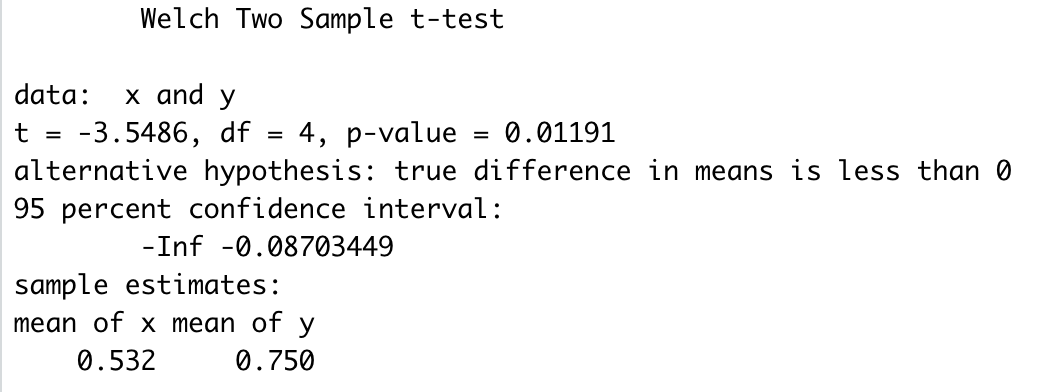 Welch Two Sample t-test
data:  x and y
t = -3.5486, df = 4, p-value = 0.01191
alternative hypothesis: true difference in means is less than 0
95 percent confidence interval:
-Inf -0.08703449
sample estimates:
mean of x mean of y
0.532     0.750